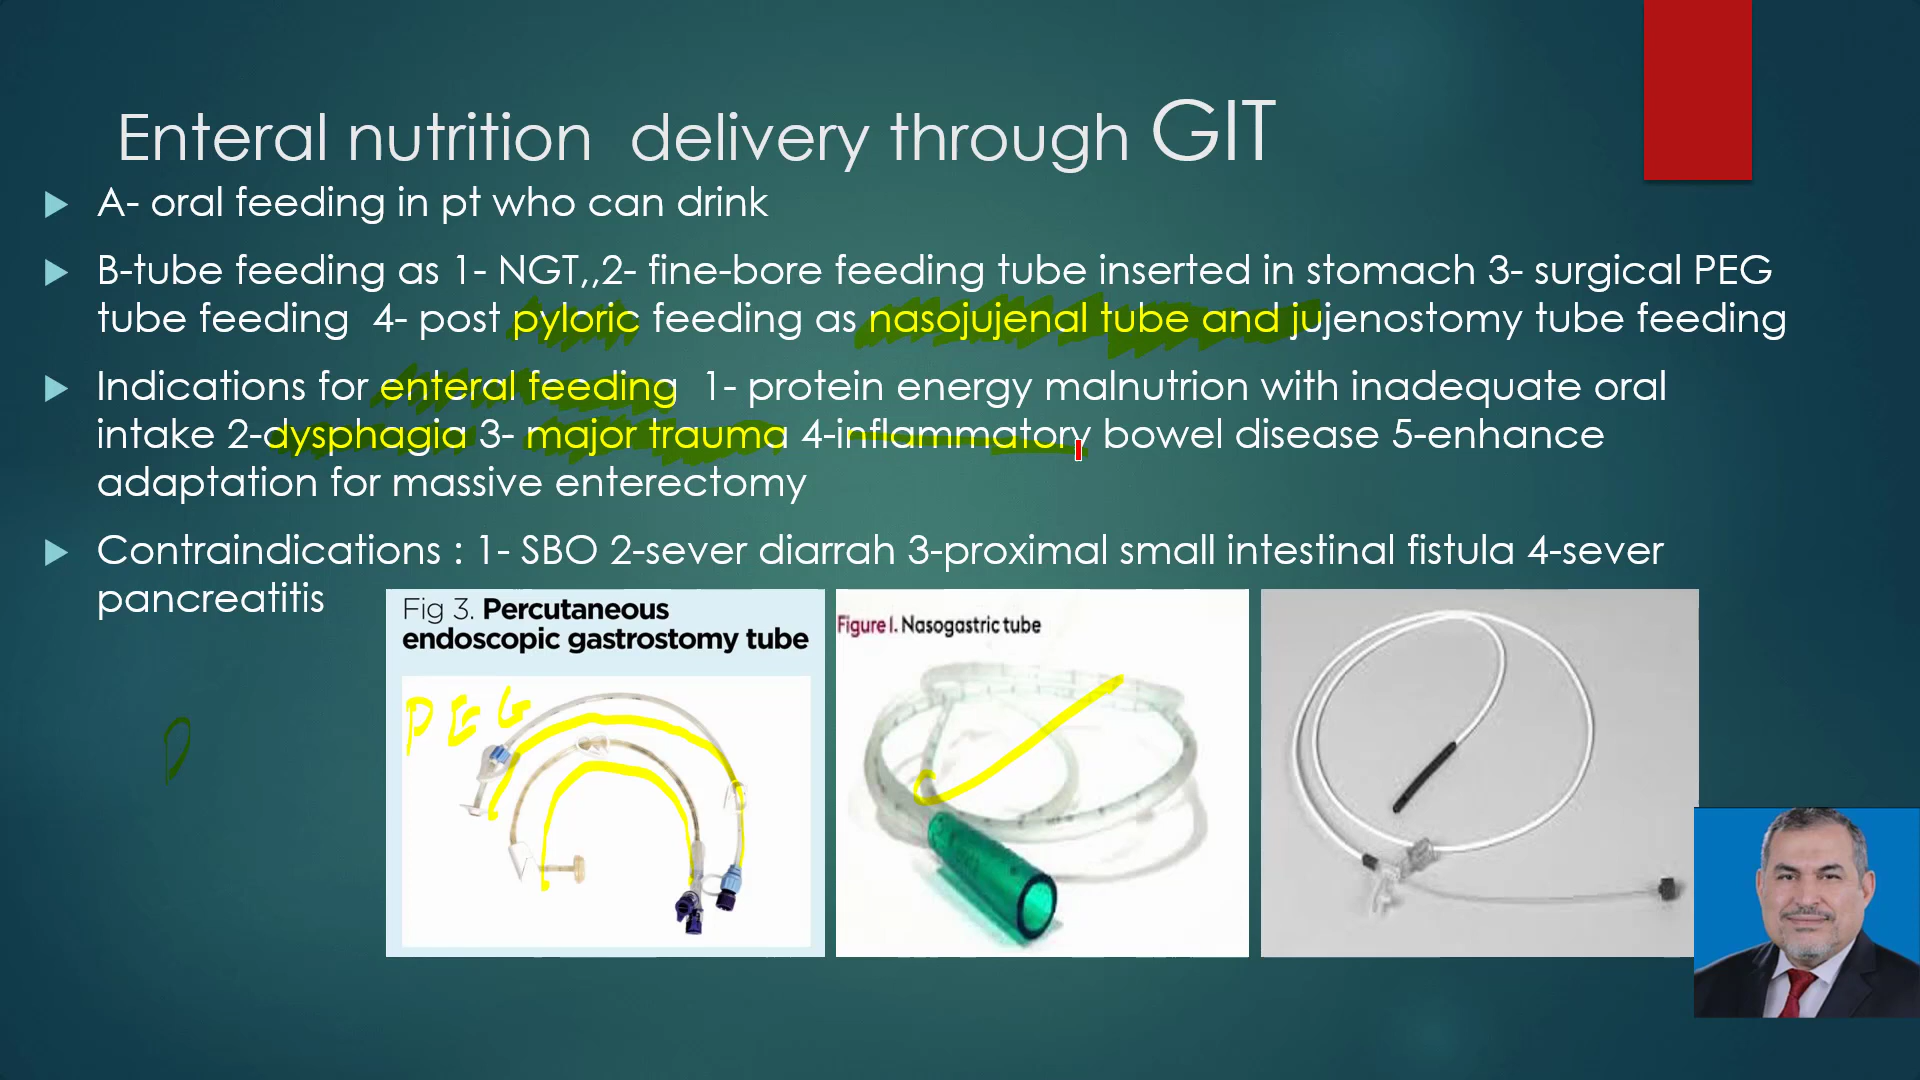 Enteral nutrition delivery through GIT
A- oral feeding in pt who can drink
B-tube feeding as 1- NGT,,2- fine-bore feeding tube inserted in stomach 3- surgical PEG
tube feeding 4- post pyloric feeding as nasojujenal tube and jujenostomy tube feeding
Indications for enteral feeding 1- protein energy malnutrition with inadequate oral
intake 2-dysphagia 3- major trauma 4-inflammatory bowel disease 5-enhance
adaptation for massive enterectomy
Contraindications : 1- SBO 2-sever diarrah 3-proximal small intestinal fistula 4-sever
pancreatitis
Fig 3. Percutaneous
endoscopic gastrostomy tube
PEG
Figure I. Nasogastric tube
P